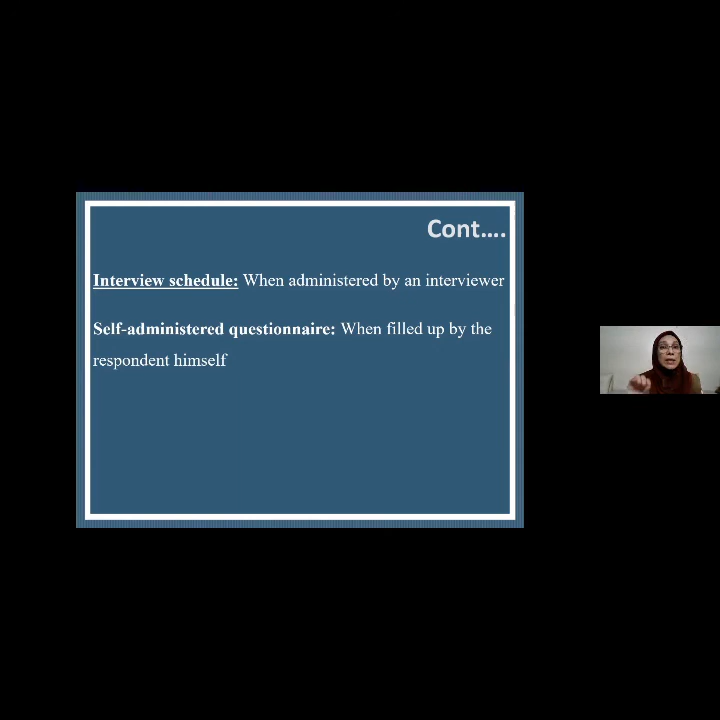 Cont....
Interview schedule: When administered by an interviewer
Self-administered questionnaire: When filled up by the
respondent himself